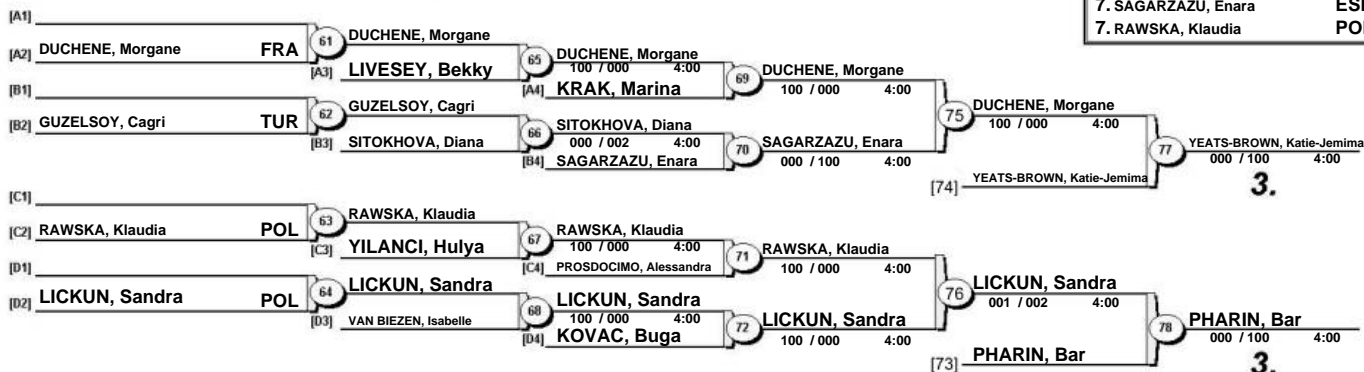 7. SAGARZAZU, Enara
7. RAWSKA, Klaudia POL
[A1]
[A2] DUCHENE, Morgane FRA
61 DUCHENE, Morgane
[A3] LIVESEY, Bekky
65 DUCHENE, Morgane
100 / 000 4:00
[A4] KRAK, Marina
69 DUCHENE, Morgane
100 / 000 4:00
[B1]
[B2] GUZELSOY, Cagri TUR
62 GUZELSOY, Cagri
[B3] SITOKHOVA, Diana
66 SITOKHOVA, Diana
000 / 002 4:00
[B4] SAGARZAZU, Enara
70 SAGARZAZU, Enara
000 / 100 4:00
75 DUCHENE, Morgane
100 / 000 4:00
[74] YEATS-BROWN, Katie-Jemima
77 YEATS-BROWN, Katie-Jemima
000 / 100 4:00
3.
[C1]
[C2] RAWSKA, Klaudia POL
63 RAWSKA, Klaudia
[C3] YILANCI, Hulya
67 RAWSKA, Klaudia
100 / 000 4:00
[C4] PROSDOCIMO, Alessandra
71 RAWSKA, Klaudia
100 / 000 4:00
[D1]
[D2] LICKUN, Sandra POL
64 LICKUN, Sandra
[D3] VAN BIEZEN, Isabelle
68 LICKUN, Sandra
100 / 000 4:00
[D4] KOVAC, Buga
72 LICKUN, Sandra
100 / 000 4:00
76 LICKUN, Sandra
001 / 002 4:00
[73] PHARIN, Bar
78 PHARIN, Bar
000 / 100 4:00
3.